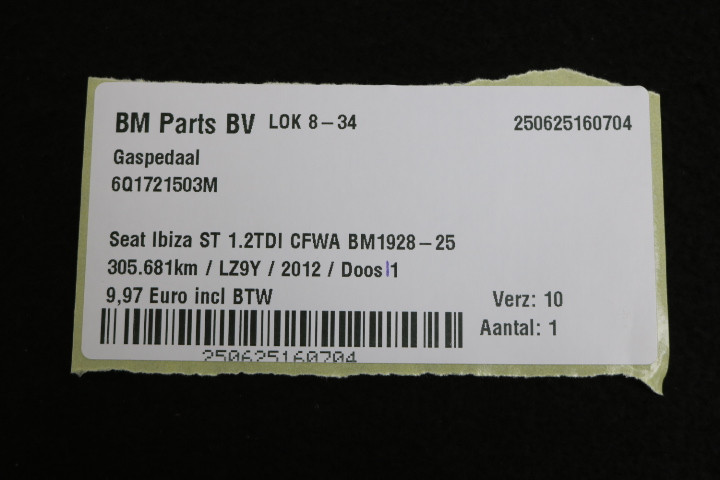 BM Parts BV LOK 8-34 250625160704
Gaspedaal
6Q1721503M
Seat Ibiza ST 1.2TDI CFWA BM1928-25
305.681km / LZ9Y / 2012 / Doos 1
9,97 Euro incl BTW
Verz: 10
Aantal: 1
250625160704